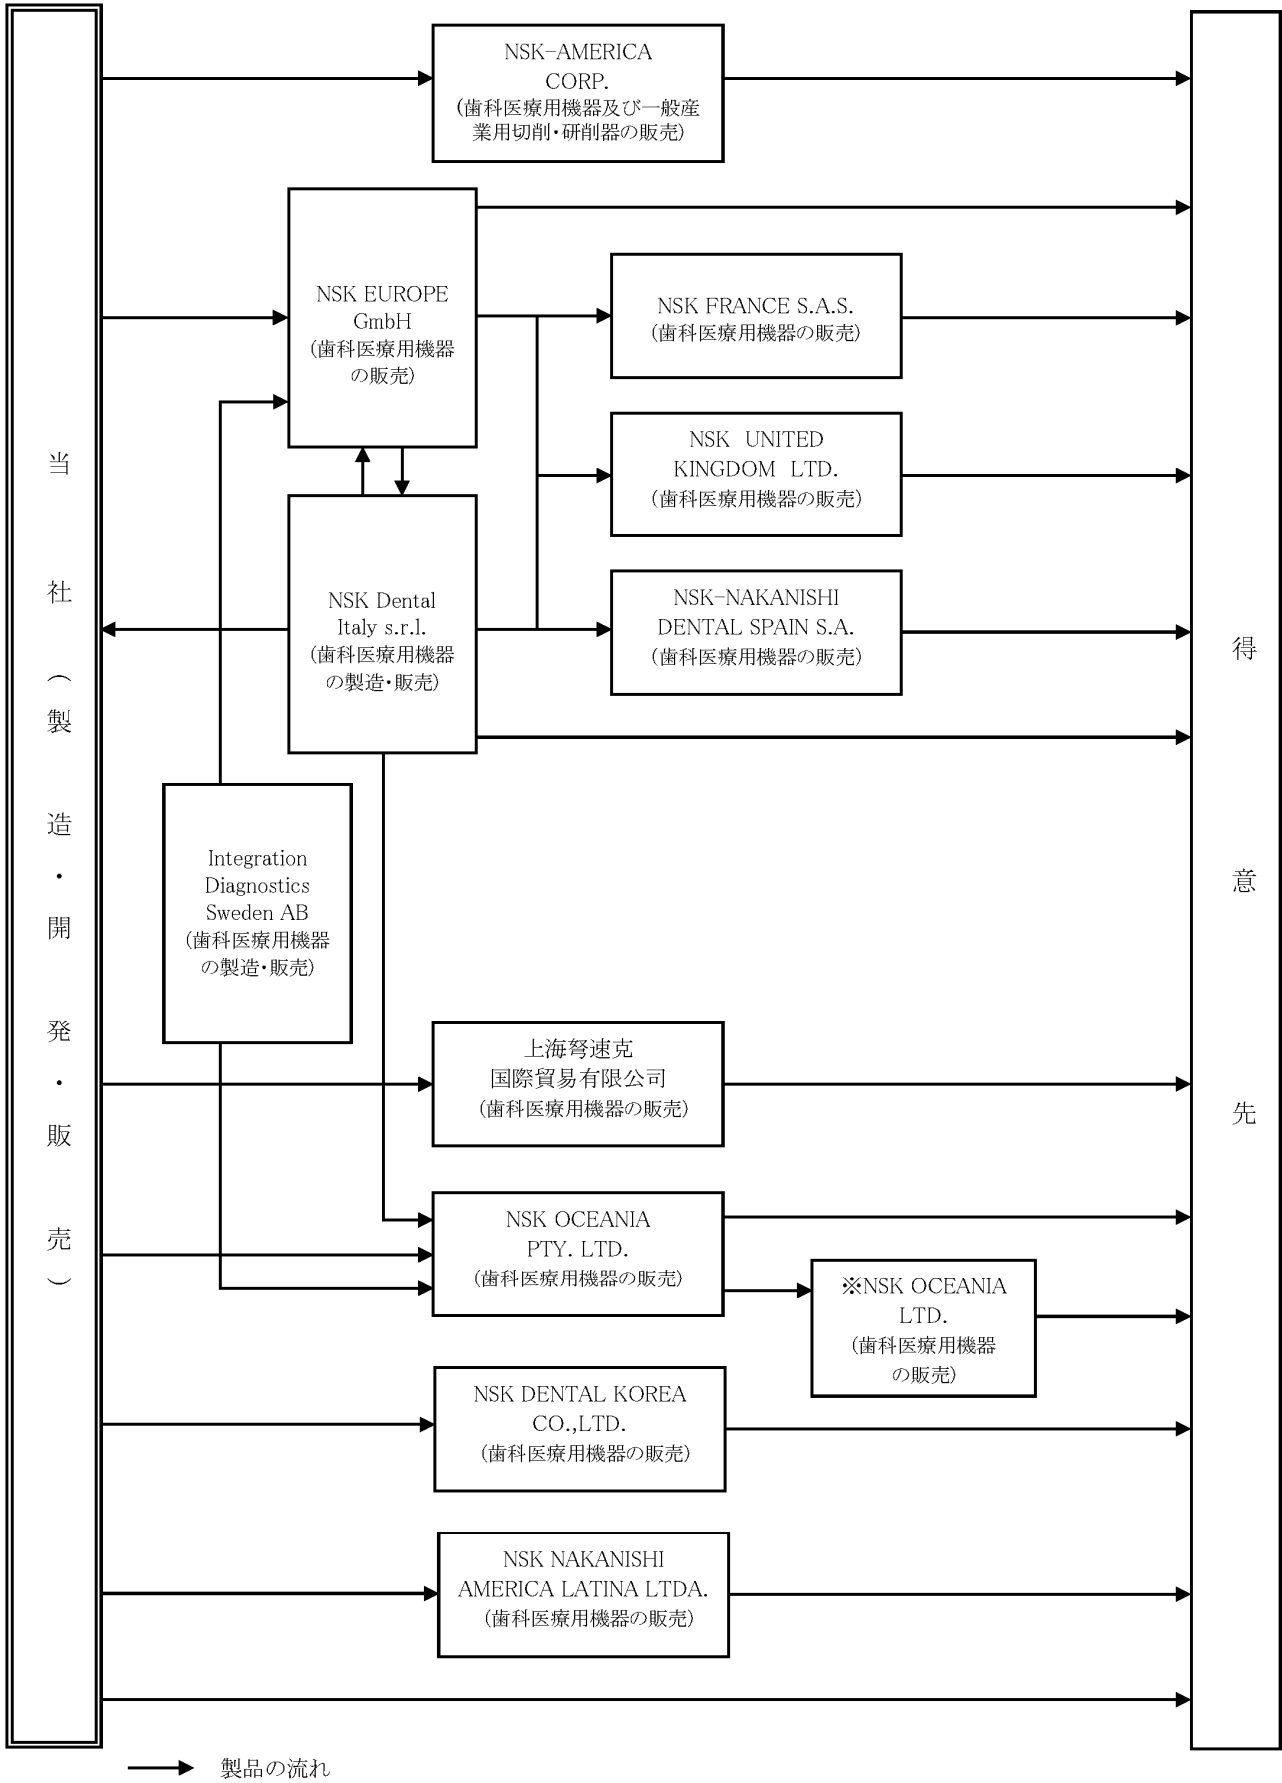 当社（製造・開発・販売）
NSK-AMERICA
CORP.
(歯科医療用機器及び一般産
業用切削・研削器の販売)
NSK EUROPE
GmbH
(歯科医療用機器
の販売)
NSK FRANCE S.A.S.
(歯科医療用機器の販売)
NSK UNITED
KINGDOM LTD.
(歯科医療用機器の販売)
NSK Dental
Italy s.r.l.
(歯科医療用機器
の製造・販売)
NSK-NAKANISHI
DENTAL SPAIN S.A.
(歯科医療用機器の販売)
Integration
Diagnostics
Sweden AB
(歯科医療用機器
の製造・販売)
上海弩速克
国際貿易有限公司
(歯科医療用機器の販売)
NSK OCEANIA
PTY. LTD.
(歯科医療用機器の販売)
※NSK OCEANIA
LTD.
(歯科医療用機器
の販売)
NSK DENTAL KOREA
CO.,LTD.
(歯科医療用機器の販売)
NSK NAKANISHI
AMERICA LATINA LTDA.
(歯科医療用機器の販売)
得意先
製品の流れ